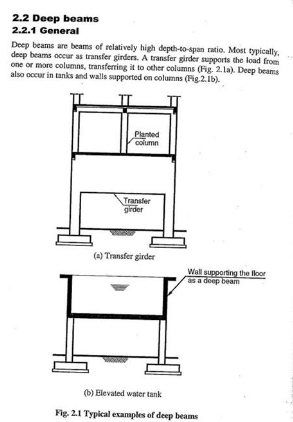 2.2 Deep beams
2.2.1 General
Deep beams are beams of relatively high depth-to-span ratio. Most typically,
deep beams occur as transfer girders. A transfer girder supports the load from
one or more columns, transferring it to other columns (Fig. 2.1a). Deep beams
also occur in tanks and walls supported on columns (Fig.2.1b).
Planted
column
Transfer
girder
(a) Transfer girder
Wall supporting the floor
as a deep beam
(b) Elevated water tank
Fig. 2.1 Typical examples of deep beams